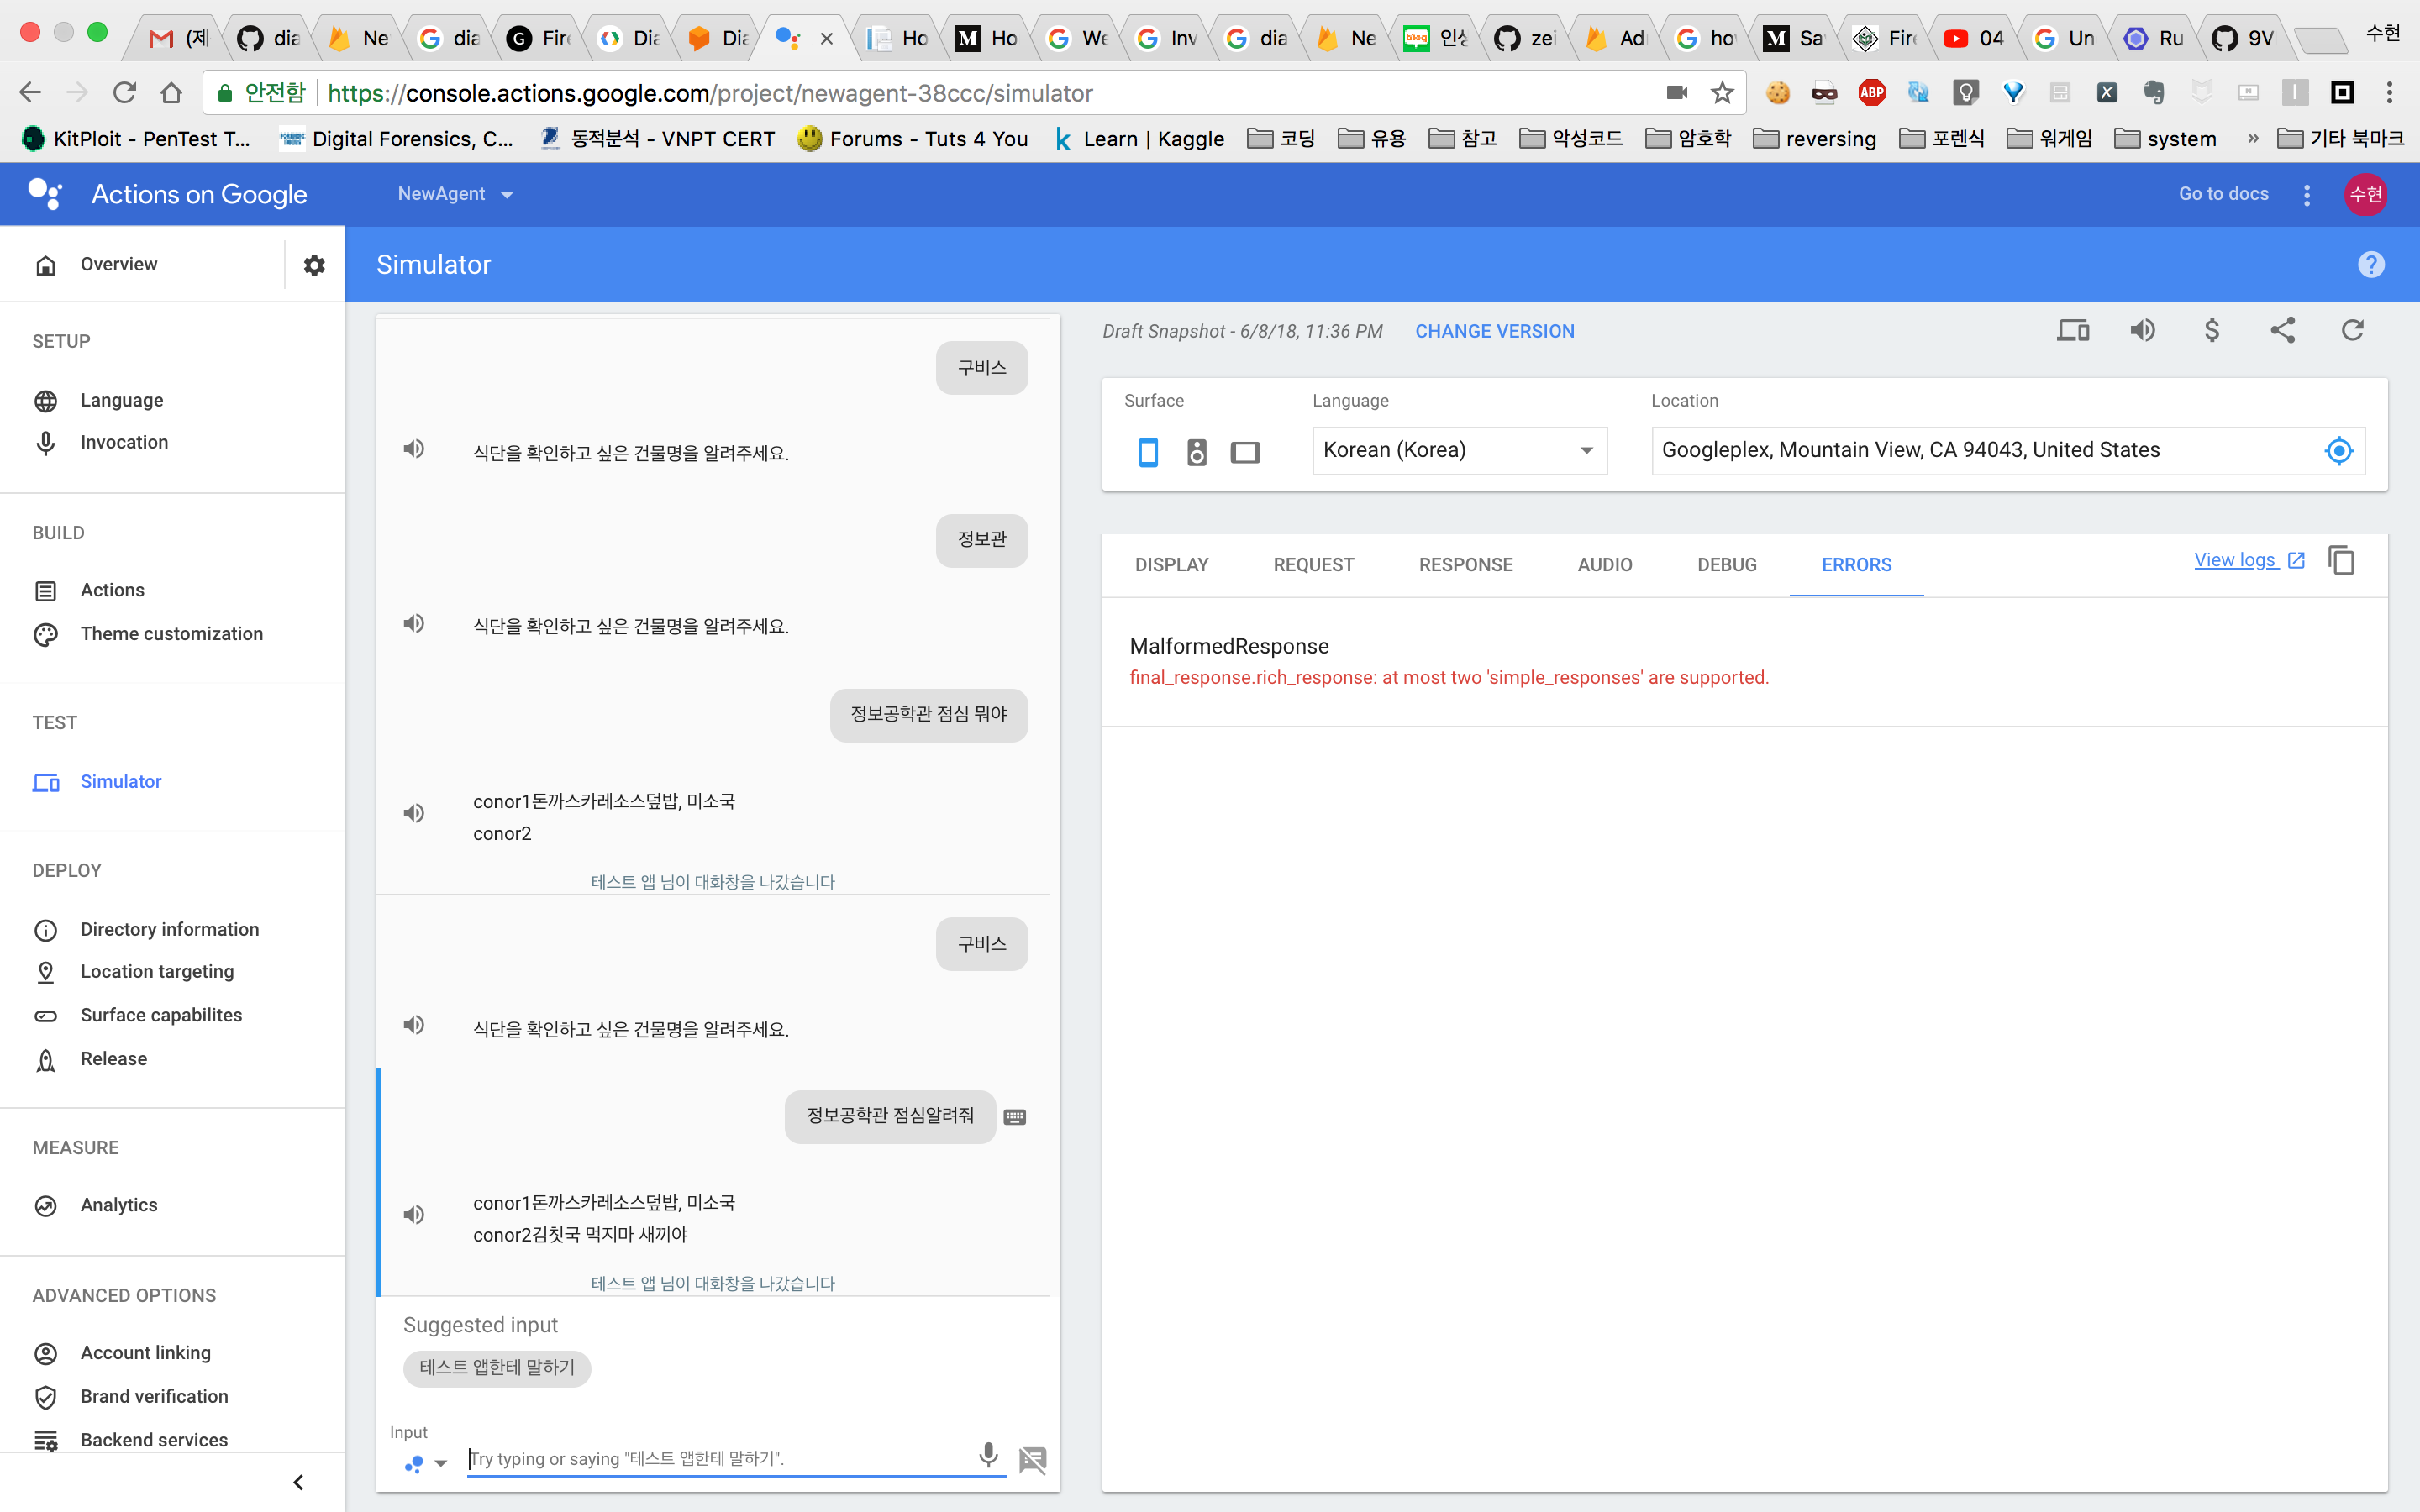 (제
dia
Ne
dia
Fir
Dia
Dia
Ho
Ho
We
Inv
dia
Ne
zei
Ad
ho
Sa
Fir
04
Un
Ru
9V
수현
안전함
https://console.actions.google.com/project/newagent-38ccc/simulator
ABP
KitPloit - PenTest T...
Digital Forensics, C...
동적분석 - VNPT CERT
Forums - Tuts 4 You
Learn | Kaggle
코딩
유용
참고
악성코드
암호학
reversing
포렌식
워게임
system
»
기타 북마크
Actions on Google
NewAgent
Go to docs
수현
Overview
Simulator
SETUP
Language
Invocation
BUILD
Actions
Theme customization
TEST
Simulator
DEPLOY
Directory information
Location targeting
Surface capabilites
Release
MEASURE
Analytics
ADVANCED OPTIONS
Account linking
Brand verification
Backend services
구비스
식단을 확인하고 싶은 건물명을 알려주세요.
정보관
식단을 확인하고 싶은 건물명을 알려주세요.
정보공학관 점심 뭐야
conor1돈까스카레소스덮밥, 미소국
conor2
테스트 앱 님이 대화창을 나갔습니다
구비스
식단을 확인하고 싶은 건물명을 알려주세요.
정보공학관 점심알려줘
conor1돈까스카레소스덮밥, 미소국
conor2김칫국 먹지마 새끼야
테스트 앱 님이 대화창을 나갔습니다
Suggested input
테스트 앱한테 말하기
Input
Try typing or saying "테스트 앱한테 말하기".
Draft Snapshot - 6/8/18, 11:36 PM
CHANGE VERSION
Surface
Language
Location
Korean (Korea)
Googleplex, Mountain View, CA 94043, United States
DISPLAY
REQUEST
RESPONSE
AUDIO
DEBUG
ERRORS
View logs
MalformedResponse
final_response.rich_response: at most two 'simple_responses' are supported.